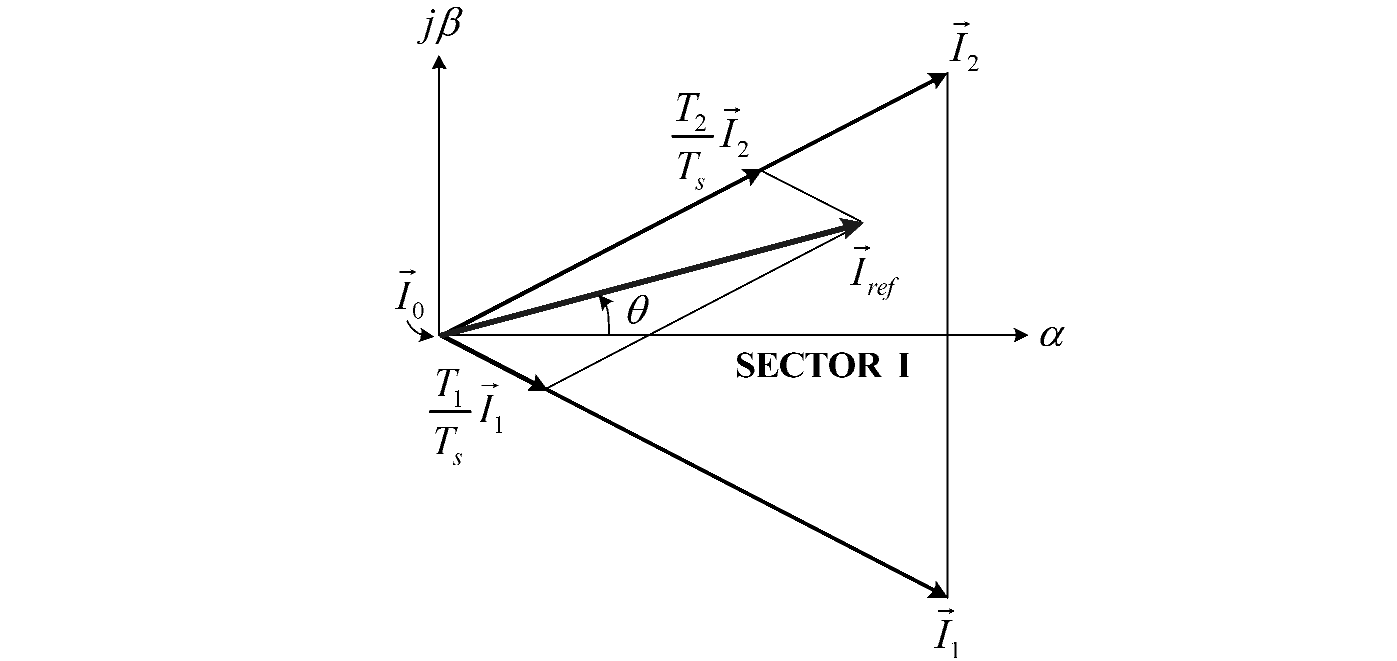 jβ
I⃗₂
T₂/Tₛ I⃗₂
I⃗ref
I⃗₀
θ
α
SECTOR I
T₁/Tₛ I⃗₁
I⃗₁